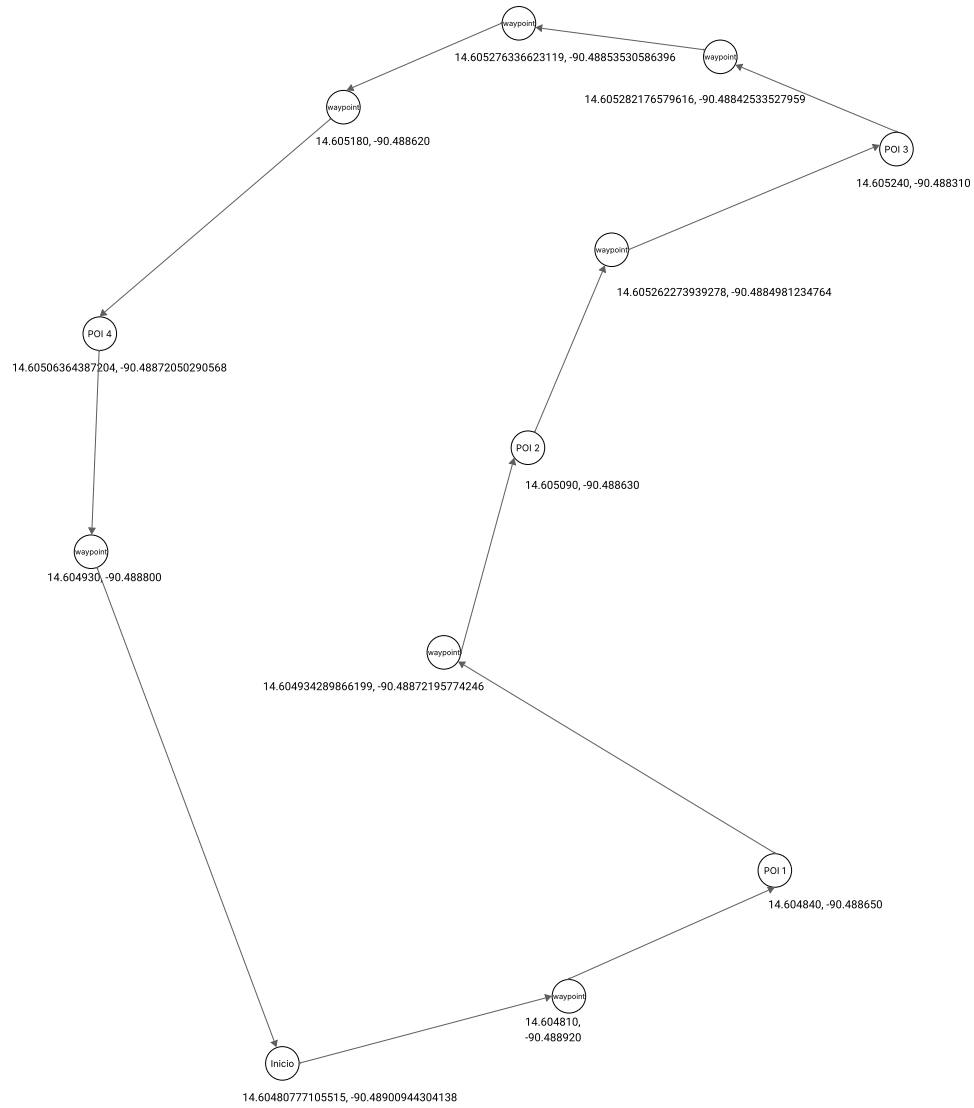 waypoint
14.605276336623119, -90.48853530586396
waypoint
14.605282176579616, -90.48842533527959
waypoint
14.605180, -90.488620
POI 3
14.605240, -90.488310
waypoint
14.605262273939278, -90.4884981234764
POI 4
14.60506364387204, -90.48872050290568
POI 2
14.605090, -90.488630
waypoint
14.604930, -90.488800
waypoint
14.604934289866199, -90.48872195774246
POI 1
14.604840, -90.488650
waypoint
14.604810,
-90.488920
Inicio
14.60480777105515, -90.48900944304138